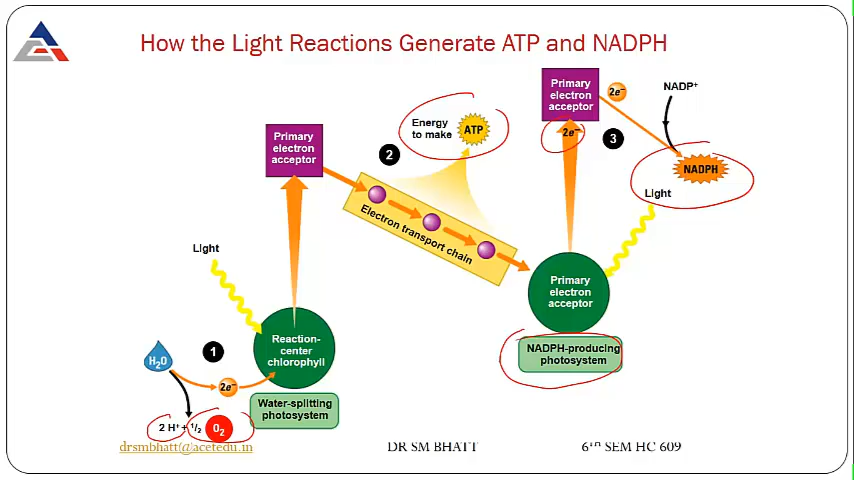 How the Light Reactions Generate ATP and NADPH
Primary
electron
acceptor
2e⁻
NADP⁺
Energy
to make
ATP
2e⁻
3
Primary
electron
acceptor
2
NADPH
Light
Electron transport chain
Light
Primary
electron
acceptor
1
Reaction-
center
chlorophyll
NADPH-producing
photosystem
H₂O
2e⁻
Water-splitting
photosystem
2 H⁺ + ½ O₂
drsmbhatt(@acetedu.in
DR SM BHATT
6ᵗʰ SEM HC 609